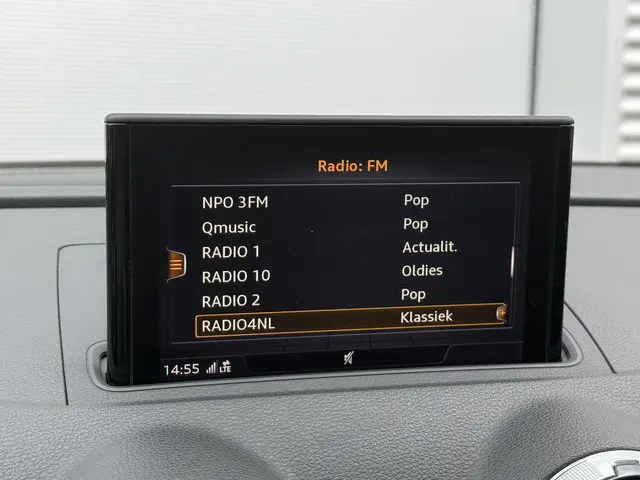 Radio: FM
NPO 3FM Pop
Qmusic Pop
RADIO 1 Actualit.
RADIO 10 Oldies
RADIO 2 Pop
RADIO4NL Klassiek
14:55 LTE